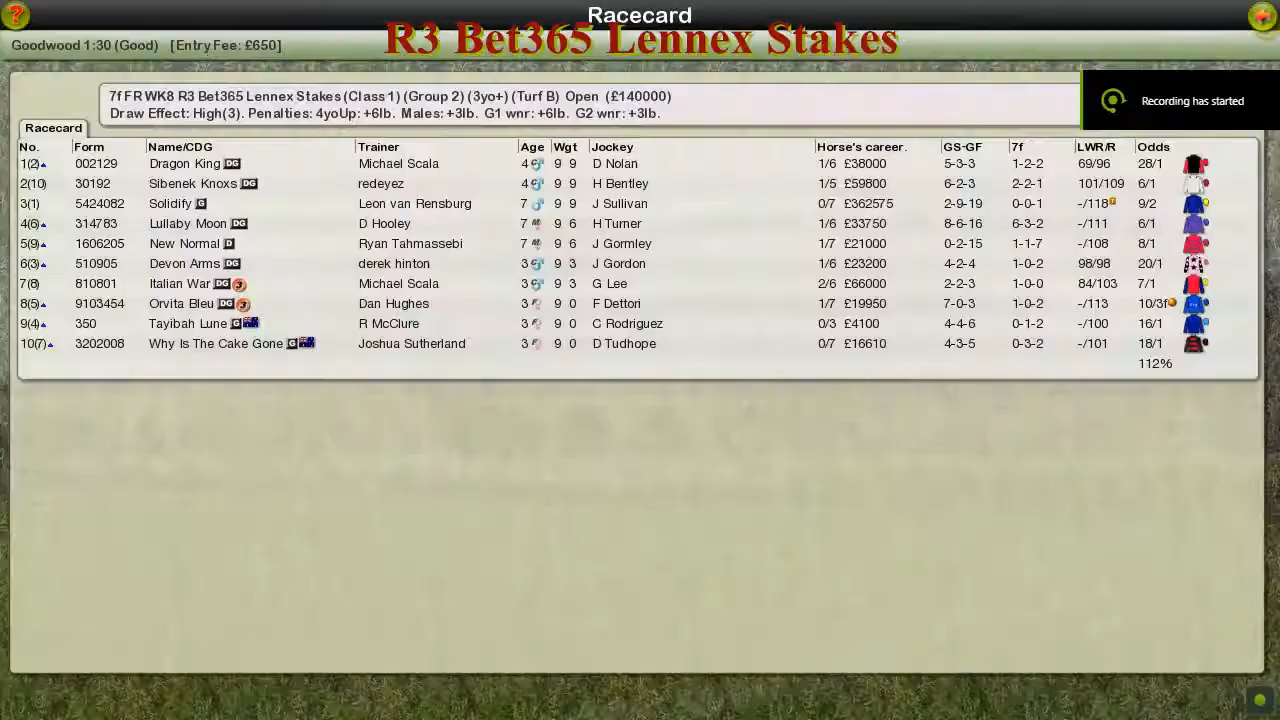 Racecard
R3 Bet365 Lennex Stakes
Goodwood 1:30 (Good) [Entry Fee: £650]
7f FR WK8 R3 Bet365 Lennex Stakes (Class 1) (Group 2) (3yo+) (Turf B) Open (£140000)
Draw Effect: High(3). Penalties: 4yoUp: +6lb. Males: +3lb. G1 wnr: +6lb. G2 wnr: +3lb.
Recording has started
Racecard
No. Form Name/CDG Trainer Age Wgt Jockey Horse's career. GS-GF 7f LWR/R Odds
1(2) 002129 Dragon King DG Michael Scala 4 9 9 D Nolan 1/6 £38000 5-3-3 1-2-2 69/96 28/1
2(10) 30192 Sibenek Knoxs DG redeyez 4 9 9 H Bentley 1/5 £59800 6-2-3 2-2-1 101/109 6/1
3(1) 5424082 Solidify G Leon van Rensburg 7 9 9 J Sullivan 0/7 £362575 2-9-19 0-0-1 -/118 9/2
4(6) 314783 Lullaby Moon DG D Hooley 7 9 6 H Turner 1/6 £33750 8-6-16 6-3-2 -/111 6/1
5(9) 1606205 New Normal D Ryan Tahmassebi 7 9 6 J Gormley 1/7 £21000 0-2-15 1-1-7 -/108 8/1
6(3) 510905 Devon Arms DG derek hinton 3 9 3 J Gordon 1/6 £23200 4-2-4 1-0-2 98/98 20/1
7(8) 810801 Italian War DG 3 Michael Scala 3 9 3 G Lee 2/6 £66000 2-2-3 1-0-0 84/103 7/1
8(5) 9103454 Orvita Bleu DG 3 Dan Hughes 3 9 0 F Dettori 1/7 £19950 7-0-3 1-0-2 -/113 10/3f
9(4) 350 Tayibah Lune G R McClure 3 9 0 C Rodriguez 0/3 £4100 4-4-6 0-1-2 -/100 16/1
10(7) 3202008 Why Is The Cake Gone G Joshua Sutherland 3 9 0 D Tudhope 0/7 £16610 4-3-5 0-3-2 -/101 18/1
112%